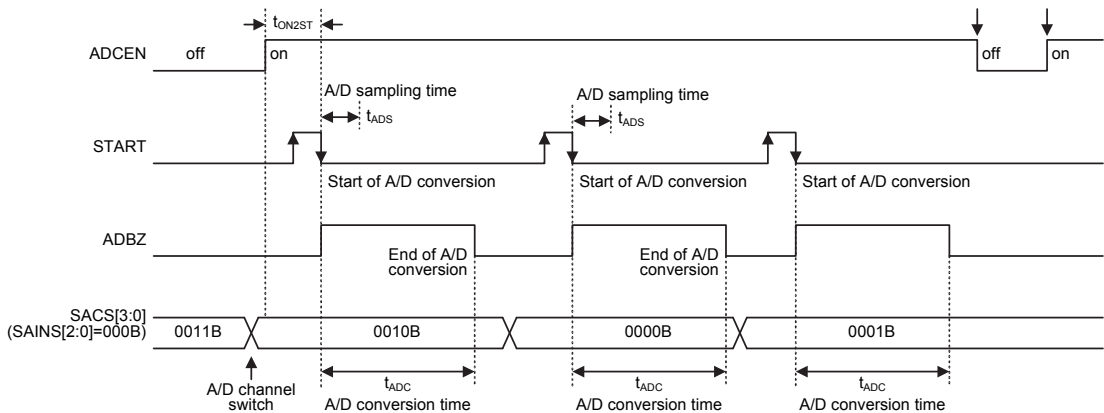 tON2ST
ADCEN off on off on
A/D sampling time A/D sampling time
tADS tADS
START
Start of A/D conversion Start of A/D conversion Start of A/D conversion
ADBZ
End of A/D conversion End of A/D conversion
SACS[3:0]
(SAINS[2:0]=000B) 0011B 0010B 0000B 0001B
A/D channel switch
tADC tADC tADC
A/D conversion time A/D conversion time A/D conversion time